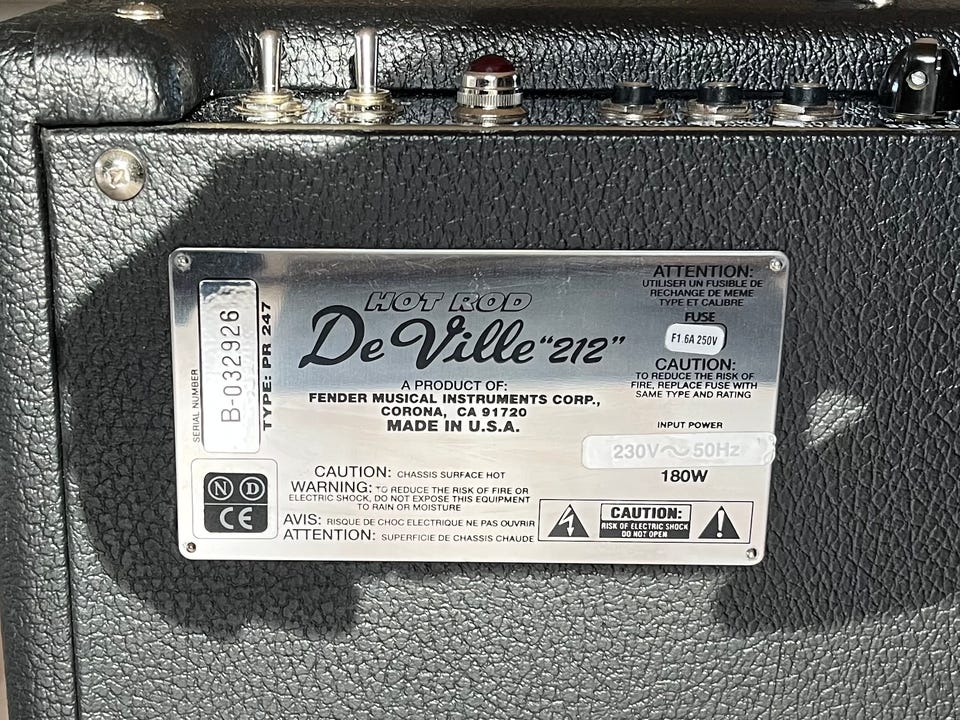 HOT ROD
De Ville "212"
A PRODUCT OF:
FENDER MUSICAL INSTRUMENTS CORP.,
CORONA, CA 91720
MADE IN U.S.A.
SERIAL NUMBER
B-032926
TYPE: PR 247
ATTENTION:
UTILISER UN FUSIBLE DE
RECHANGE DE MEME
TYPE ET CALIBRE
FUSE
F1.6A 250V
CAUTION:
TO REDUCE THE RISK OF
FIRE, REPLACE FUSE WITH
SAME TYPE AND RATING
INPUT POWER
230V~50Hz
180W
N D
CE
CAUTION: CHASSIS SURFACE HOT
WARNING: TO REDUCE THE RISK OF FIRE OR
ELECTRIC SHOCK, DO NOT EXPOSE THIS EQUIPMENT
TO RAIN OR MOISTURE
AVIS: RISQUE DE CHOC ELECTRIQUE NE PAS OUVRIR
ATTENTION: SUPERFICIE DE CHASSIS CHAUDE
CAUTION:
RISK OF ELECTRIC SHOCK
DO NOT OPEN